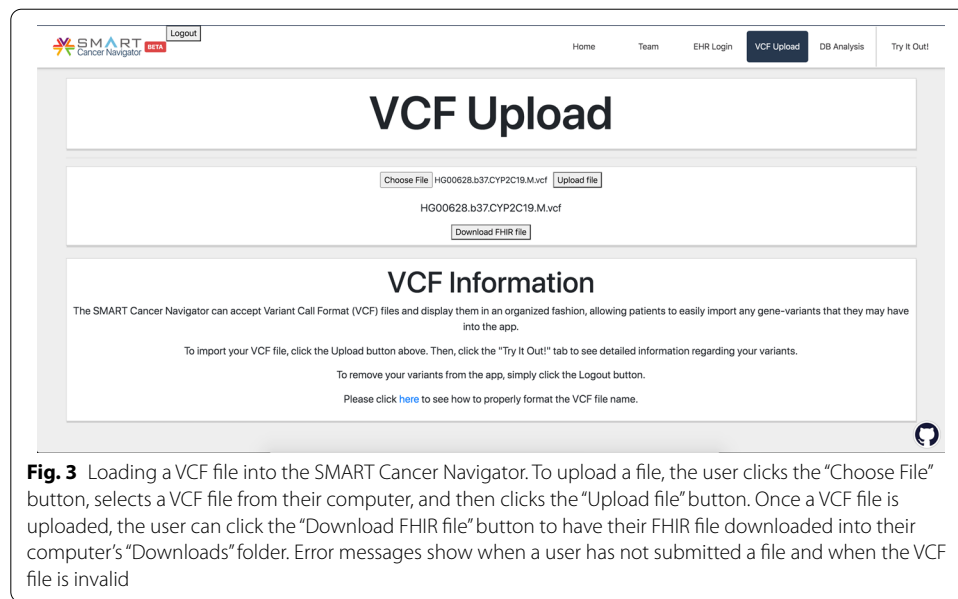 Logout
SMART
Cancer Navigator BETA
Home Team EHR Login VCF Upload DB Analysis Try It Out!
VCF Upload
Choose File HG00628.b37.CYP2C19.M.vcf Upload file
HG00628.b37.CYP2C19.M.vcf
Download FHIR file
VCF Information
The SMART Cancer Navigator can accept Variant Call Format (VCF) files and display them in an organized fashion, allowing patients to easily import any gene-variants that they may have
into the app.
To import your VCF file, click the Upload button above. Then, click the "Try It Out!" tab to see detailed information regarding your variants.
To remove your variants from the app, simply click the Logout button.
Please click here to see how to properly format the VCF file name.
Fig. 3 Loading a VCF file into the SMART Cancer Navigator. To upload a file, the user clicks the “Choose File”
button, selects a VCF file from their computer, and then clicks the “Upload file” button. Once a VCF file is
uploaded, the user can click the “Download FHIR file” button to have their FHIR file downloaded into their
computer’s “Downloads” folder. Error messages show when a user has not submitted a file and when the VCF
file is invalid